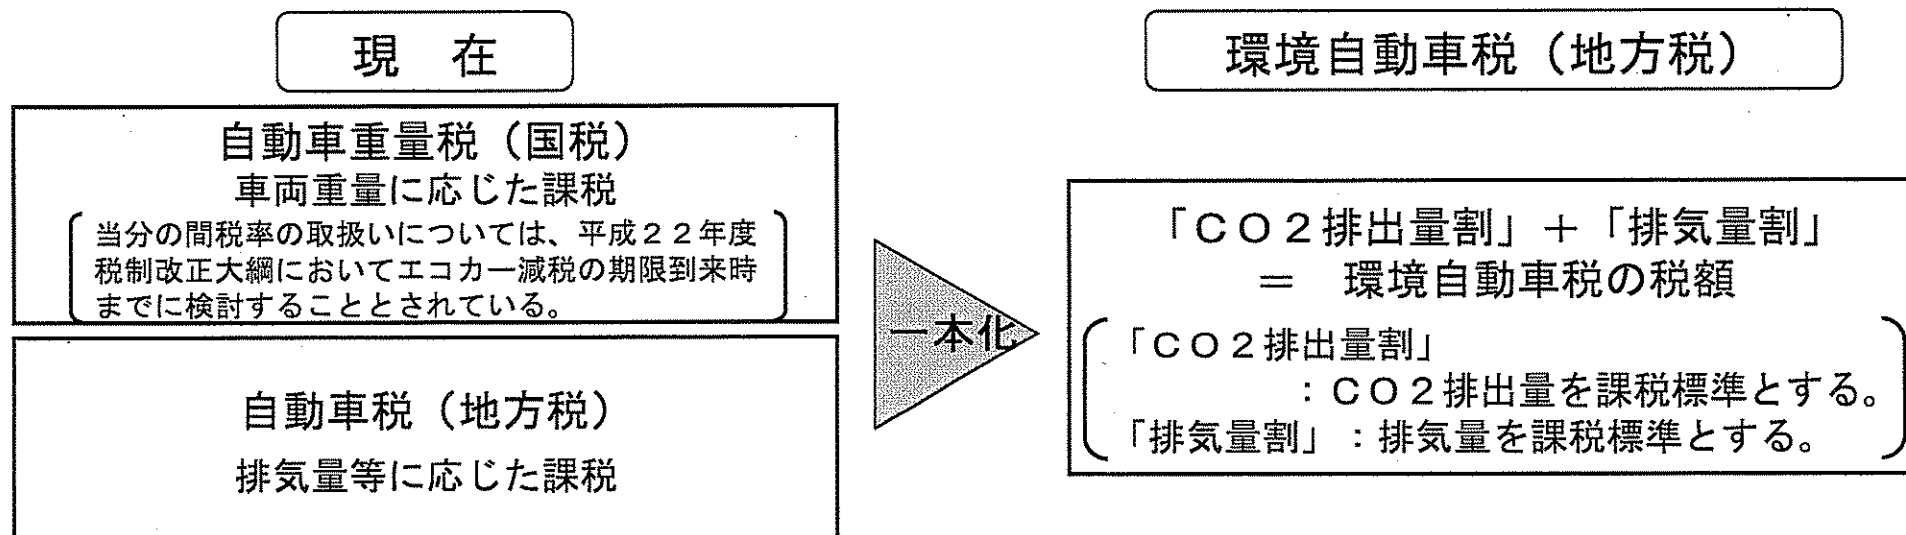 現　在
自動車重量税（国税）
車両重量に応じた課税
当分の間税率の取扱いについては、平成２２年度
税制改正大綱においてエコカー減税の期限到来時
までに検討することとされている。
自動車税（地方税）
排気量等に応じた課税
一本化
環境自動車税（地方税）
「ＣＯ２排出量割」＋「排気量割」
＝　環境自動車税の税額
「ＣＯ２排出量割」
：ＣＯ２排出量を課税標準とする。
「排気量割」：排気量を課税標準とする。